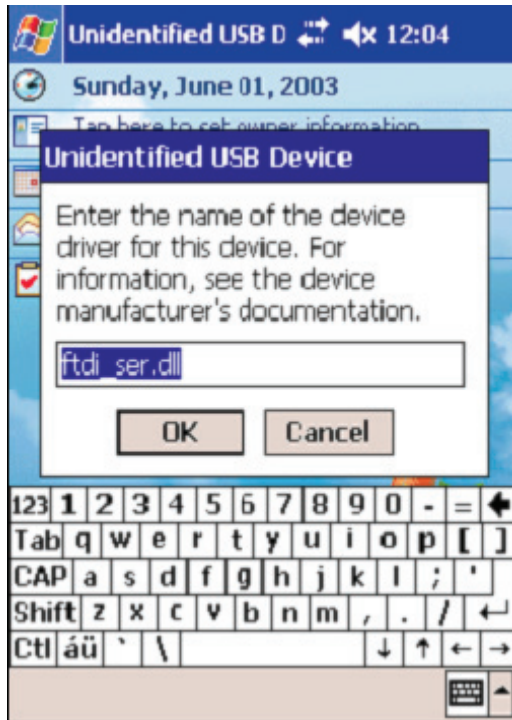 Unidentified USB D 12:04
Sunday, June 01, 2003
Tap here to set owner information
Unidentified USB Device
Enter the name of the device
driver for this device. For
information, see the device
manufacturer's documentation.
ftdi_ser.dll
OK Cancel
123 1 2 3 4 5 6 7 8 9 0 - =
Tab q w e r t y u i o p [ ]
CAP a s d f g h j k l ; '
Shift z x c v b n m , . /
Ctl áü ` \